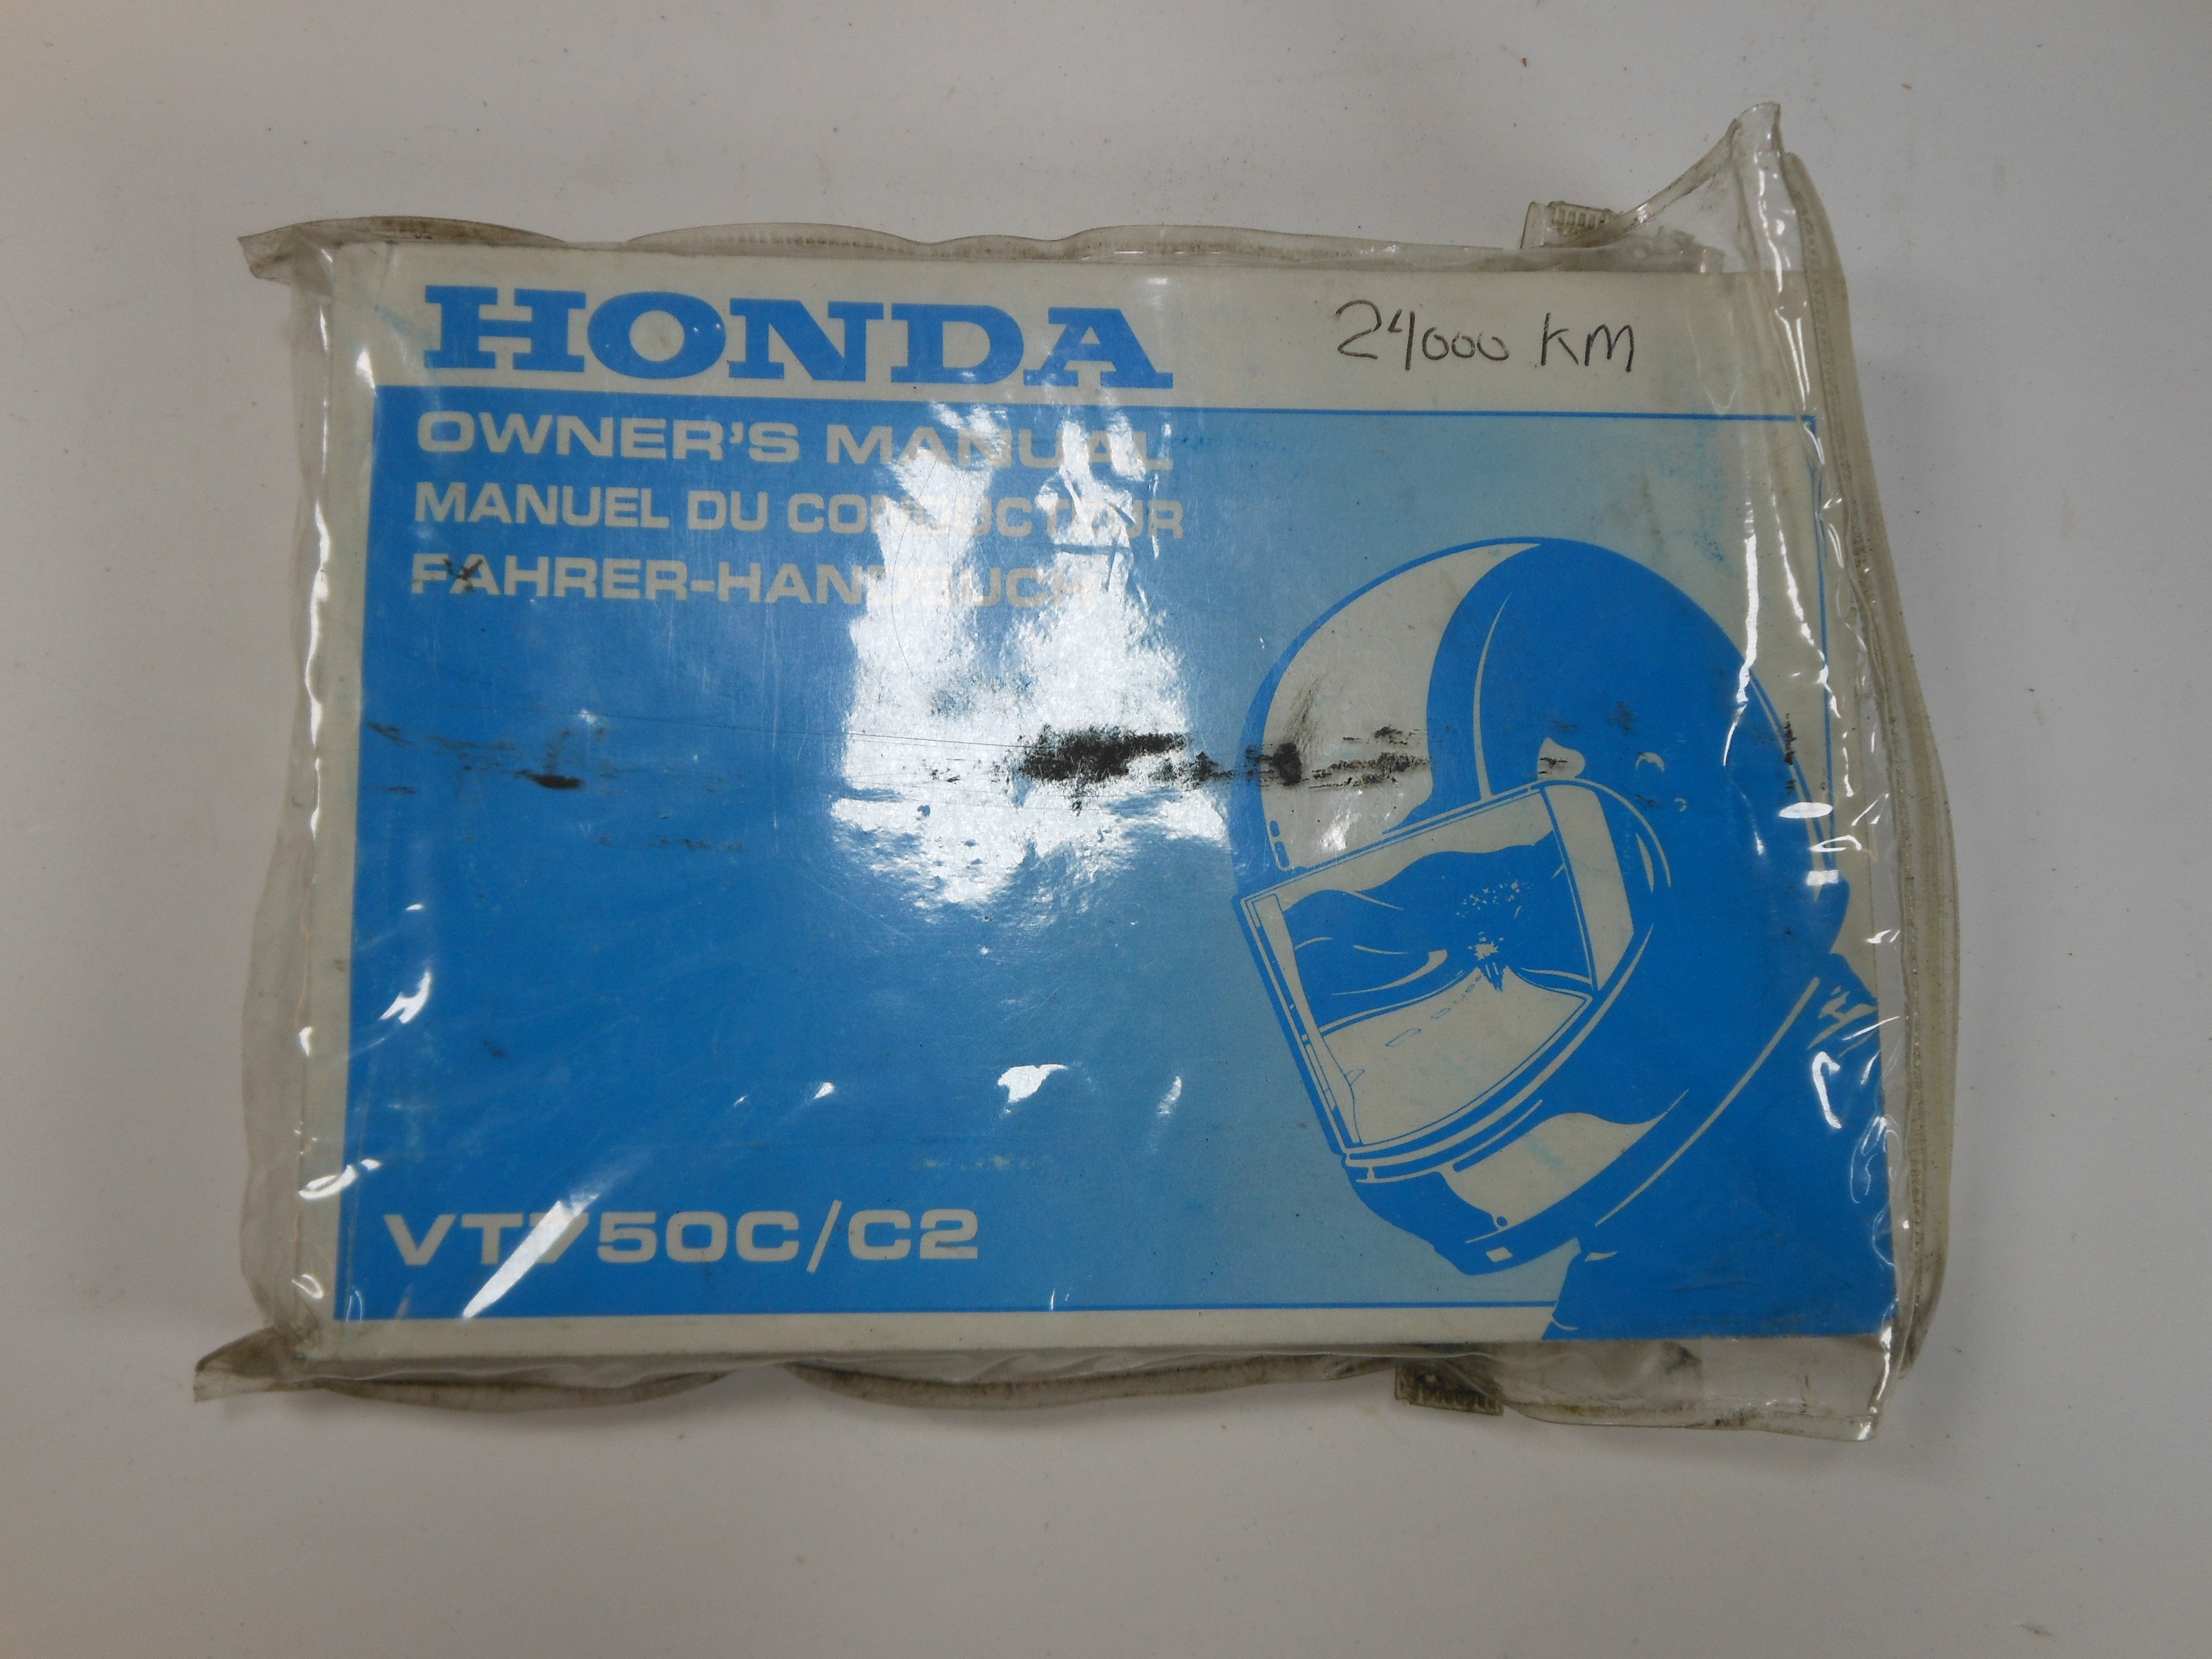 HONDA
24000 KM
OWNER'S MANUAL
MANUEL DU CONDUCTEUR
FAHRER-HANDBUCH
VT750C/C2